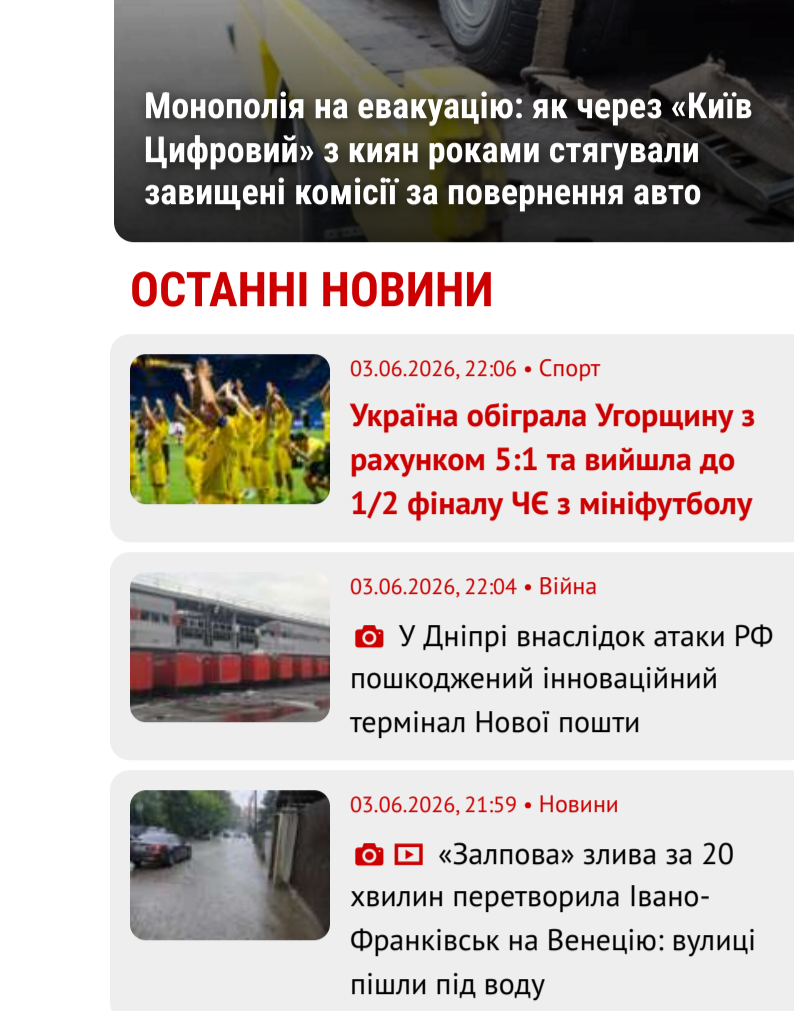 Монополія на евакуацію: як через «Київ
Цифровий» з киян роками стягували
завищені комісії за повернення авто
ОСТАННІ НОВИНИ
03.06.2026, 22:06 • Спорт
Україна обіграла Угорщину з
рахунком 5:1 та вийшла до
1/2 фіналу ЧЄ з мініфутболу
03.06.2026, 22:04 • Війна
У Дніпрі внаслідок атаки РФ
пошкоджений інноваційний
термінал Нової пошти
03.06.2026, 21:59 • Новини
«Залпова» злива за 20
хвилин перетворила Івано-
Франківськ на Венецію: вулиці
пішли під воду